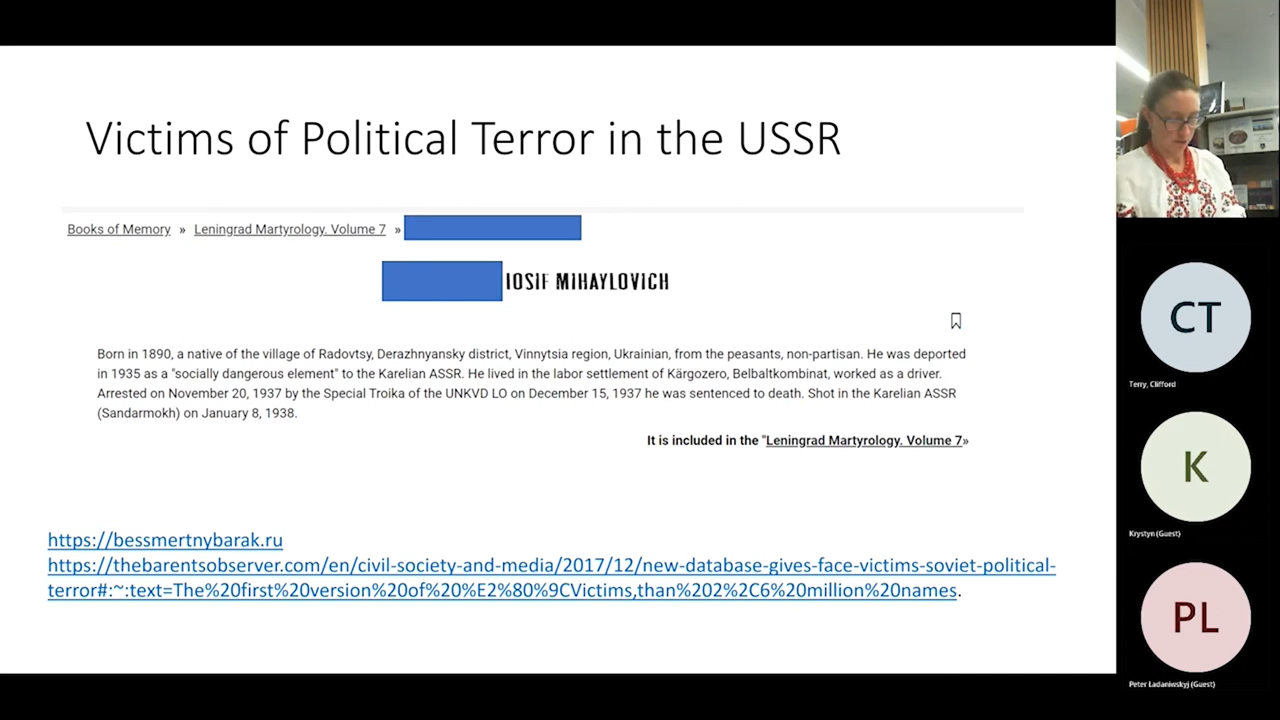 Victims of Political Terror in the USSR
Books of Memory » Leningrad Martyrology. Volume 7 »
IOSIF MIHAYLOVICH
Born in 1890, a native of the village of Radovtsy, Derazhnyansky district, Vinnytsia region, Ukrainian, from the peasants, non-partisan. He was deported
in 1935 as a "socially dangerous element" to the Karelian ASSR. He lived in the labor settlement of Kärgozero, Belbaltkombinat, worked as a driver.
Arrested on November 20, 1937 by the Special Troika of the UNKVD LO on December 15, 1937 he was sentenced to death. Shot in the Karelian ASSR
(Sandarmokh) on January 8, 1938.
It is included in the "Leningrad Martyrology. Volume 7»
https://bessmertnybarak.ru
https://thebarentsobserver.com/en/civil-society-and-media/2017/12/new-database-gives-face-victims-soviet-political-
terror#:~:text=The%20first%20version%20of%20%E2%80%9CVictims,than%202%2C6%20million%20names.
CT
Terry, Clifford
K
Krystyn (Guest)
PL
Peter Ladaniwskyj (Guest)